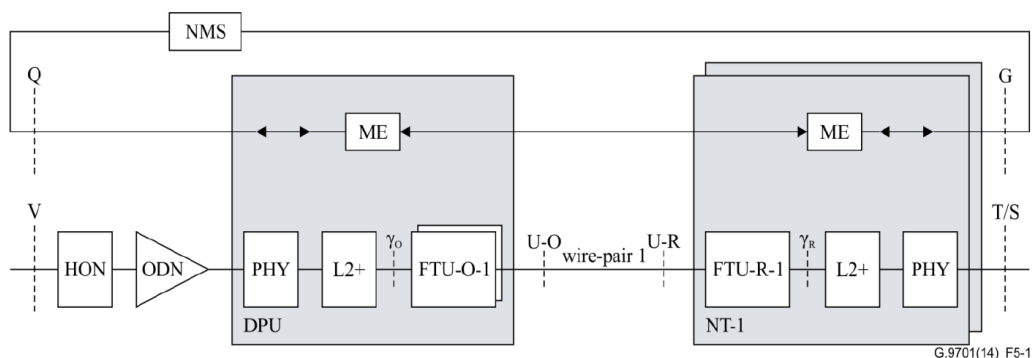 NMS
Q
G
ME
ME
V
T/S
HON
ODN
PHY
L2+
γO
FTU-O-1
U-O
wire-pair 1
U-R
FTU-R-1
γR
L2+
PHY
DPU
NT-1
G.9701(14)_F5-1